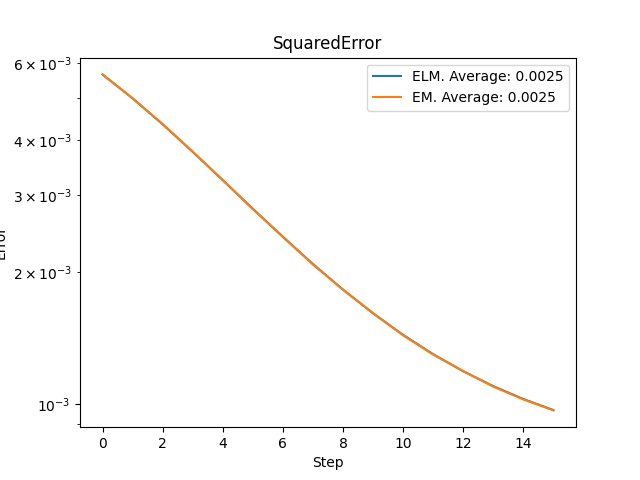 SquaredError
ELM. Average: 0.0025
EM. Average: 0.0025
6 × 10⁻³
4 × 10⁻³
3 × 10⁻³
2 × 10⁻³
10⁻³
Error
0 2 4 6 8 10 12 14
Step